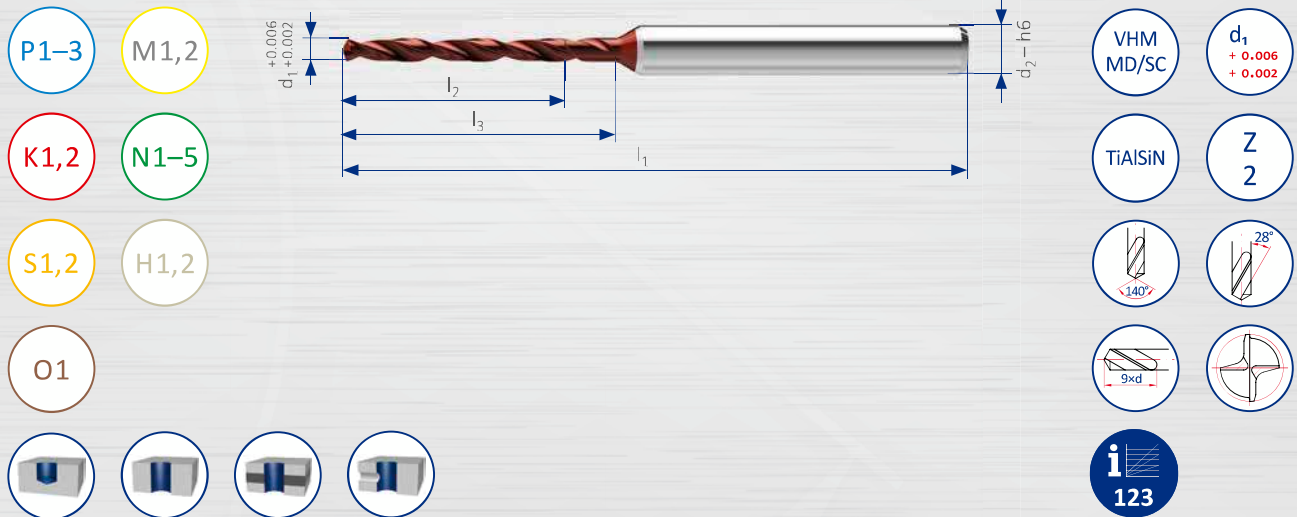 P1–3
M1,2
K1,2
N1–5
S1,2
H1,2
O1
d₁ +0.006
+0.002
l₂
l₃
l₁
d₂ – h6
VHM
MD/SC
d₁
+ 0.006
+ 0.002
TiAlSiN
Z
2
140°
28°
9×d
i
123